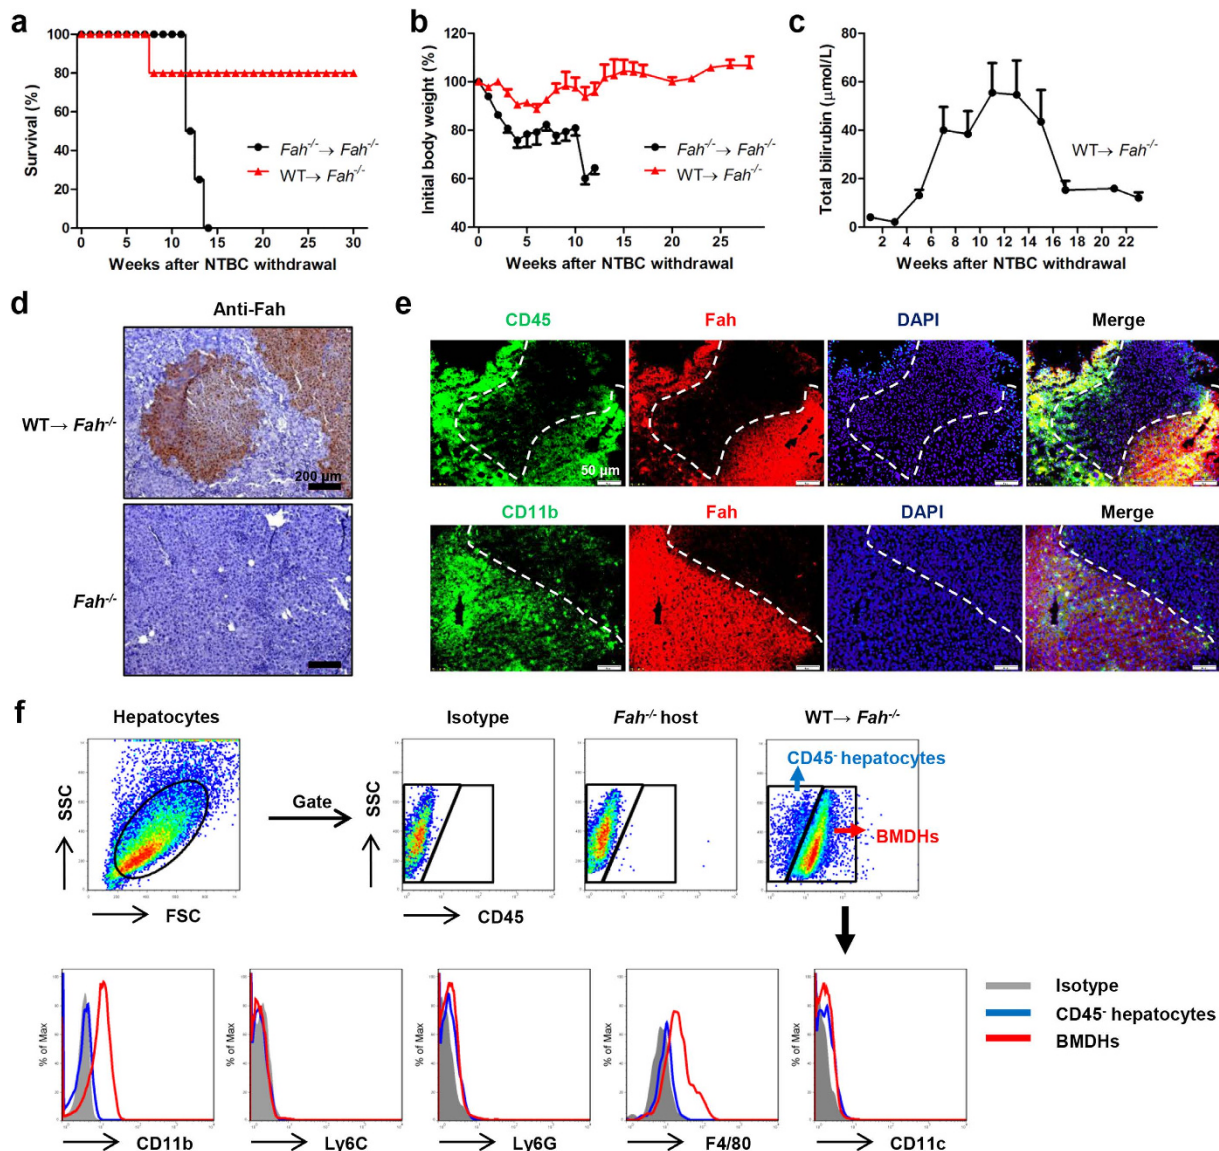 a
Survival (%)
100
80
60
40
20
0
0 5 10 15 20 25 30
Weeks after NTBC withdrawal
Fah-/-→ Fah-/-
WT→ Fah-/-
b
Initial body weight (%)
120
100
80
60
40
0 5 10 15 20 25
Weeks after NTBC withdrawal
Fah-/-→ Fah-/-
WT→ Fah-/-
c
Total bilirubin (μmol/L)
80
60
40
20
0
2 4 6 8 10 12 14 16 18 20 22
Weeks after NTBC withdrawal
WT→ Fah-/-
d
Anti-Fah
WT→ Fah-/-
200 μm
Fah-/-
e
CD45 Fah DAPI Merge
50 μm
CD11b Fah DAPI Merge
f
Hepatocytes
SSC
FSC
Gate
Isotype
Fah-/- host
WT→ Fah-/-
SSC
CD45
CD45- hepatocytes
BMDHs
% of Max
CD11b
% of Max
Ly6C
% of Max
Ly6G
% of Max
F4/80
% of Max
CD11c
Isotype
CD45- hepatocytes
BMDHs